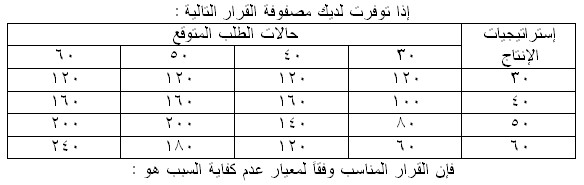 إذا توفرت لديك مصفوفة القرار التالية :
إستراتيجيات الإنتاج حالات الطلب المتوقع
٣٠ ٤٠ ٥٠ ٦٠
٣٠ ١٢٠ ١٢٠ ١٢٠ ١٢٠
٤٠ ١٠٠ ١٦٠ ١٦٠ ١٦٠
٥٠ ٨٠ ١٤٠ ٢٠٠ ٢٠٠
٦٠ ٦٠ ١٢٠ ١٨٠ ٢٤٠
فإن القرار المناسب وفقاً لمعيار عدم كفاية السبب هو :